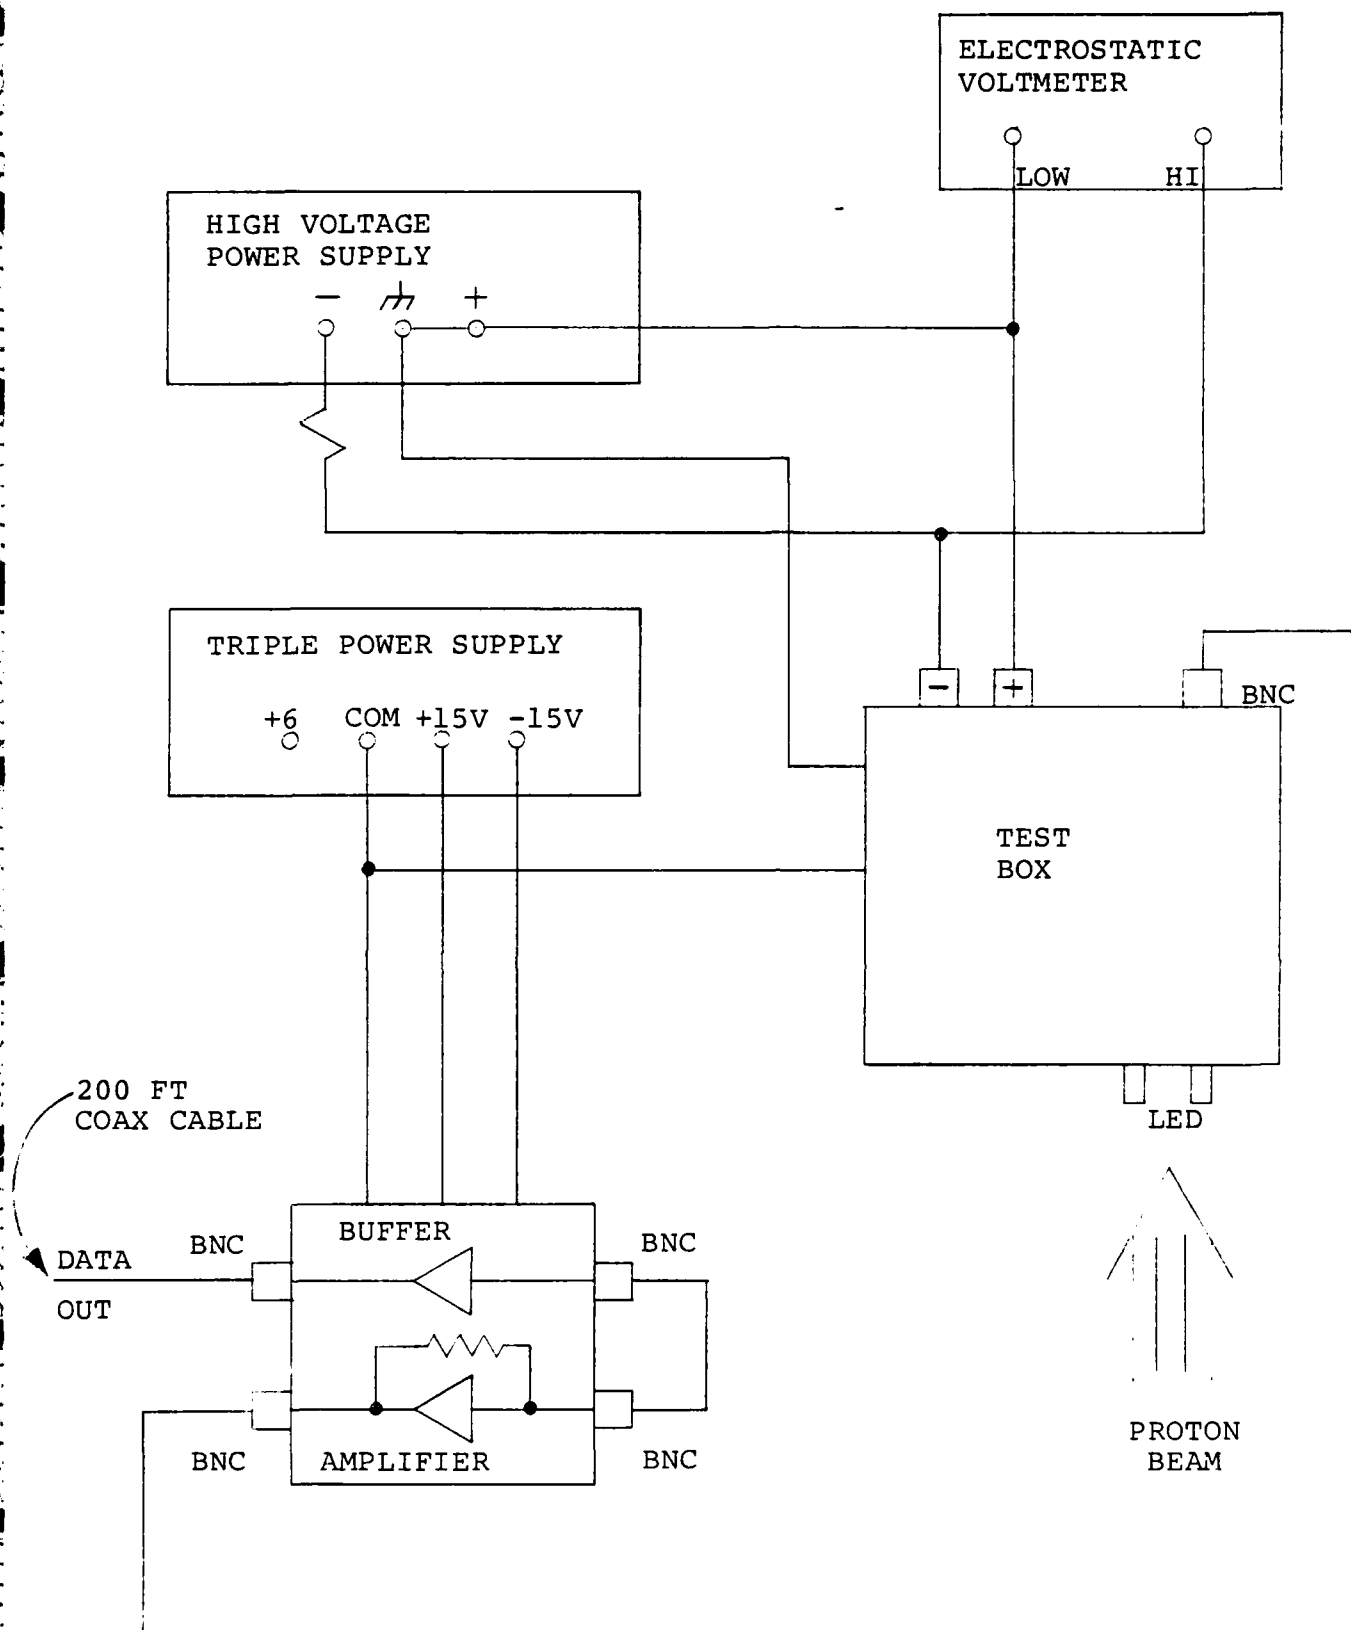 ELECTROSTATIC
VOLTMETER
LOW HI
HIGH VOLTAGE
POWER SUPPLY
- +
TRIPLE POWER SUPPLY
+6 COM +15V -15V
- +
BNC
TEST
BOX
LED
200 FT
COAX CABLE
BUFFER
BNC
BNC
DATA
OUT
BNC
AMPLIFIER
BNC
PROTON
BEAM